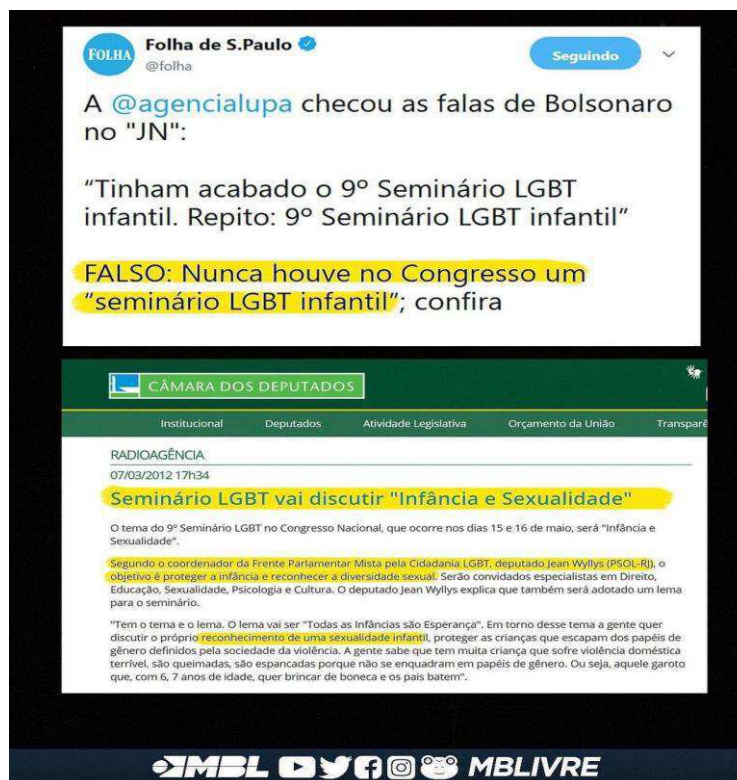 FOLHA
Folha de S.Paulo
@folha
Seguindo
A @agencialupa checou as falas de Bolsonaro
no "JN":
“Tinham acabado o 9º Seminário LGBT
infantil. Repito: 9º Seminário LGBT infantil”
FALSO: Nunca houve no Congresso um
“seminário LGBT infantil”; confira
CÂMARA DOS DEPUTADOS
Institucional Deputados Atividade Legislativa Orçamento da União Transparê
RADIOAGÊNCIA
07/03/2012 17h34
Seminário LGBT vai discutir "Infância e Sexualidade"
O tema do 9º Seminário LGBT no Congresso Nacional, que ocorre nos dias 15 e 16 de maio, será "Infância e
Sexualidade".
Segundo o coordenador da Frente Parlamentar Mista pela Cidadania LGBT, deputado Jean Wyllys (PSOL-RJ), o
objetivo é proteger a infância e reconhecer a diversidade sexual. Serão convidados especialistas em Direito,
Educação, Sexualidade, Psicologia e Cultura. O deputado Jean Wyllys explica que também será adotado um lema
para o seminário.
"Tem o tema e o lema. O lema vai ser "Todas as Infâncias são Esperança". Em torno desse tema a gente quer
discutir o próprio reconhecimento de uma sexualidade infantil, proteger as crianças que escapam dos papéis de
gênero definidos pela sociedade da violência. A gente sabe que tem muita criança que sofre violência doméstica
terrível, são queimadas, são espancadas porque não se enquadram em papéis de gênero. Ou seja, aquele garoto
que, com 6, 7 anos de idade, quer brincar de boneca e os pais batem".
MBL MBLIVRE